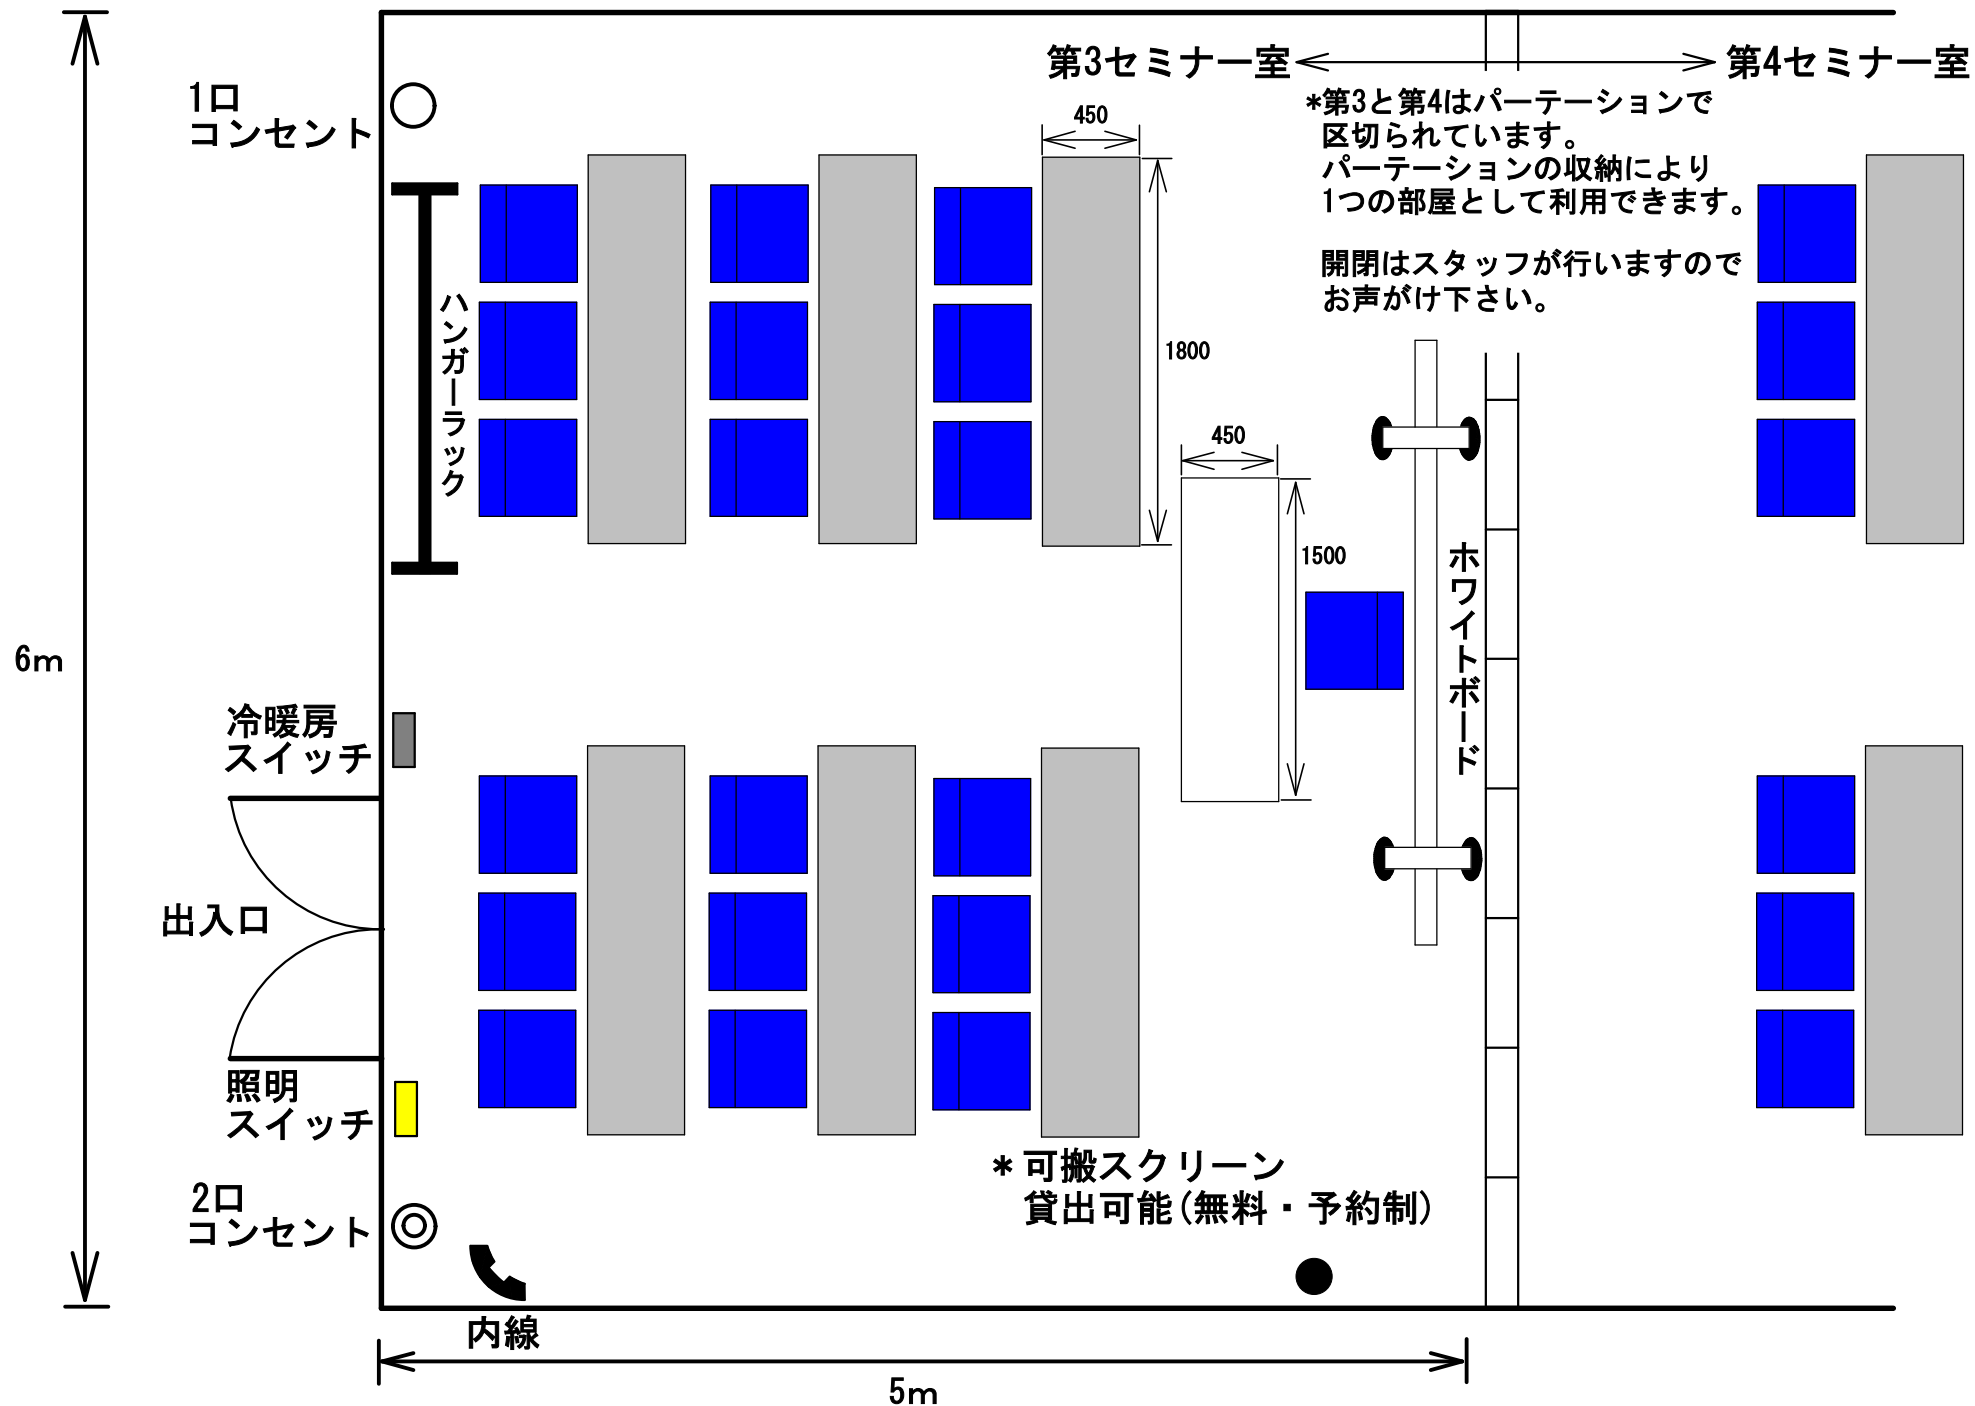 第3セミナー室
第4セミナー室
1口
コンセント
450
*第3と第4はパーテーションで
区切られています。
パーテーションの収納により
1つの部屋として利用できます。
開閉はスタッフが行いますので
お声がけ下さい。
ハンガーラック
1800
450
1500
ホワイトボード
6m
冷暖房
スイッチ
出入口
照明
スイッチ
*可搬スクリーン
貸出可能(無料・予約制)
2口
コンセント
内線
5m